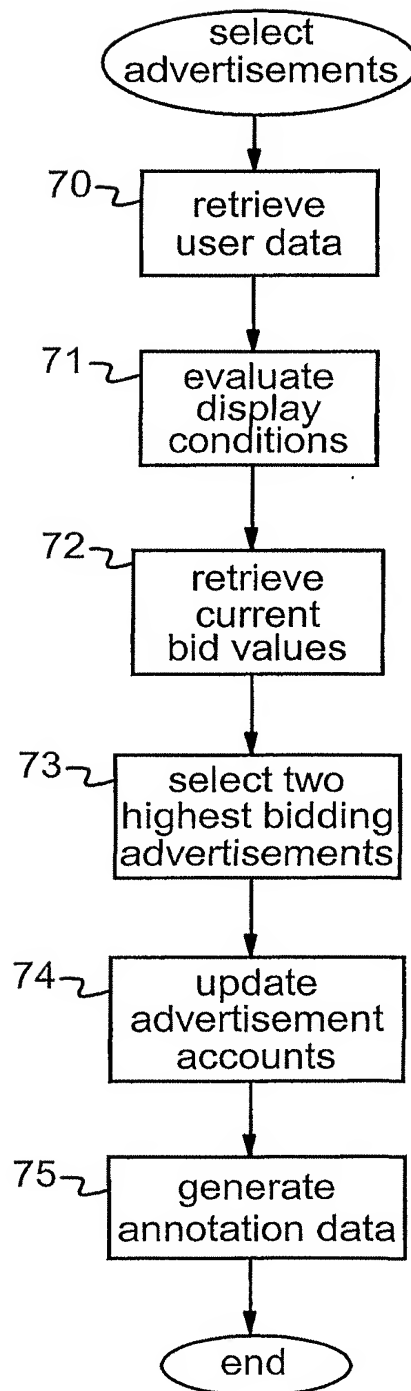 select
advertisements
70
retrieve
user data
71
evaluate
display
conditions
72
retrieve
current
bid values
73
select two
highest bidding
advertisements
74
update
advertisement
accounts
75
generate
annotation data
end